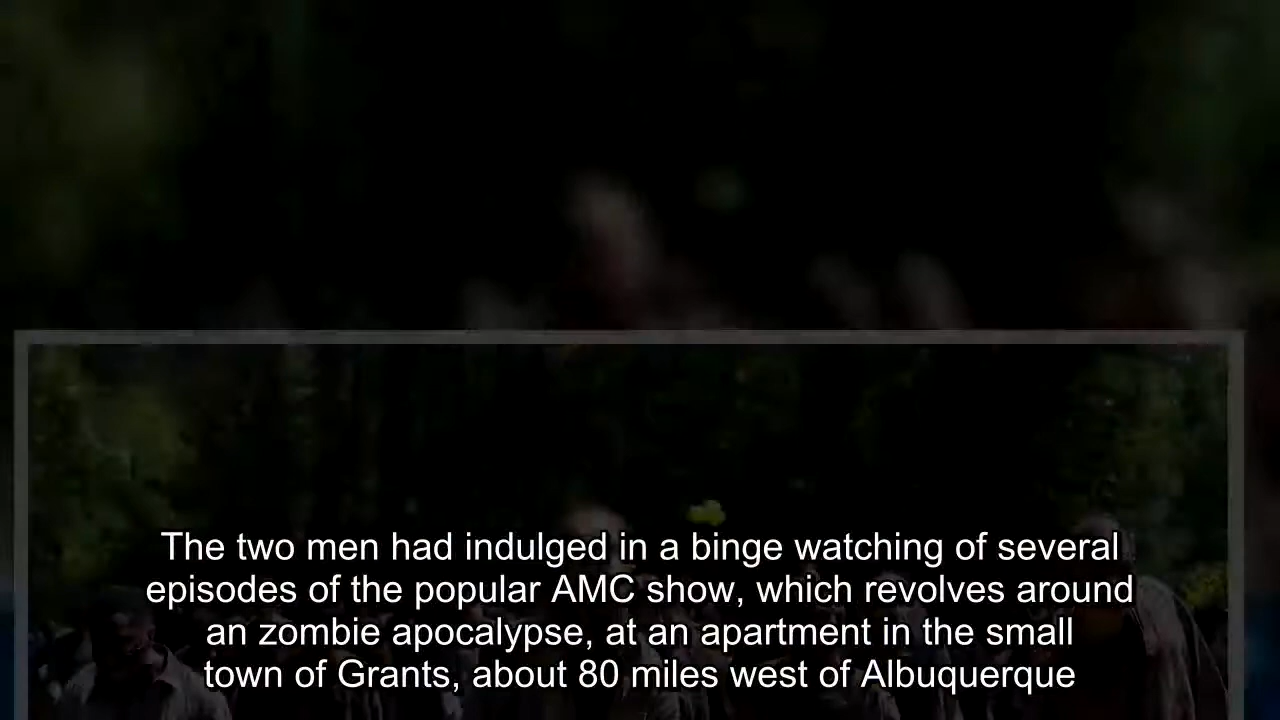 The two men had indulged in a binge watching of several
episodes of the popular AMC show, which revolves around
an zombie apocalypse, at an apartment in the small
town of Grants, about 80 miles west of Albuquerque